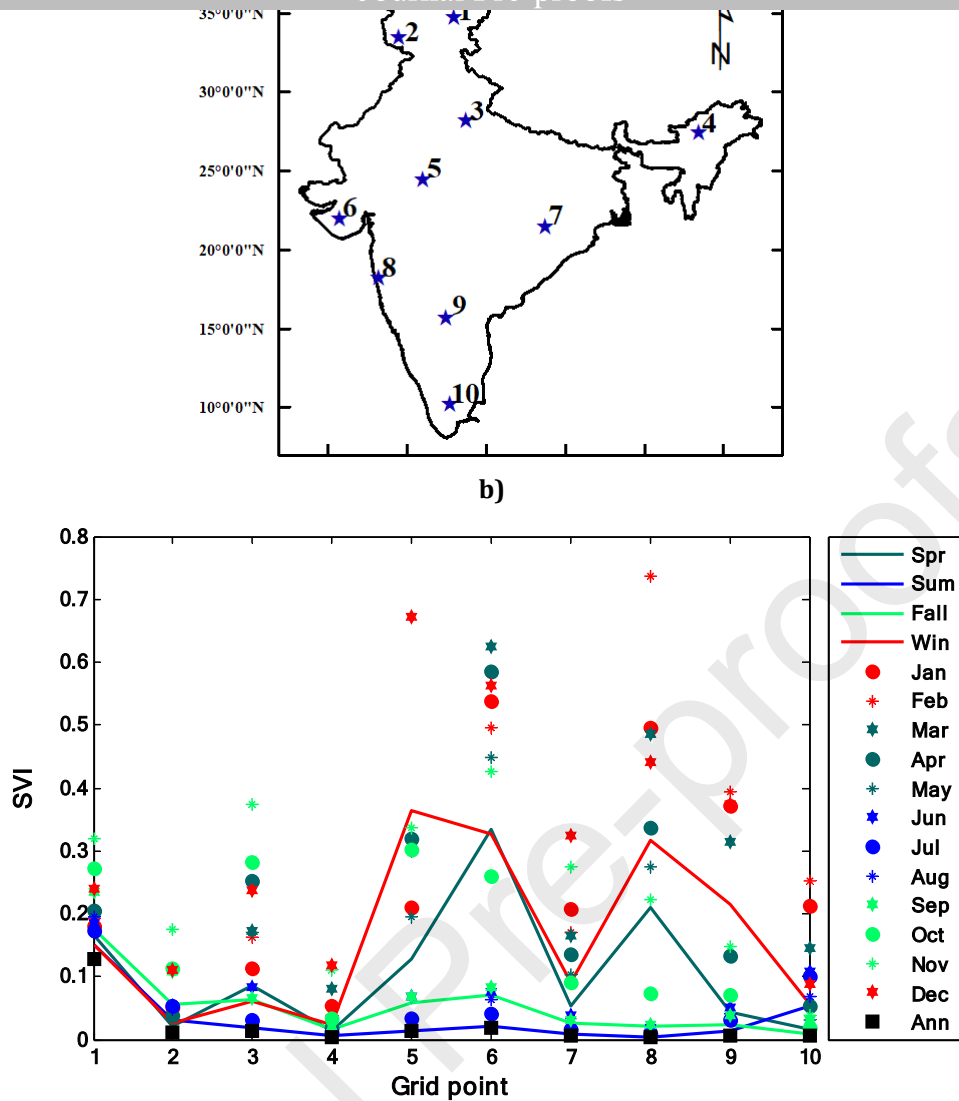 Journal Pre-proofs
35°0'0"N
1
2
N
30°0'0"N
3
4
25°0'0"N
5
6
7
20°0'0"N
8
9
15°0'0"N
10
10°0'0"N
b)
0.8
0.7
0.6
0.5
0.4
0.3
0.2
0.1
0
SVI
1 2 3 4 5 6 7 8 9 10
Grid point
Spr
Sum
Fall
Win
Jan
Feb
Mar
Apr
May
Jun
Jul
Aug
Sep
Oct
Nov
Dec
Ann
l Pre-proofs